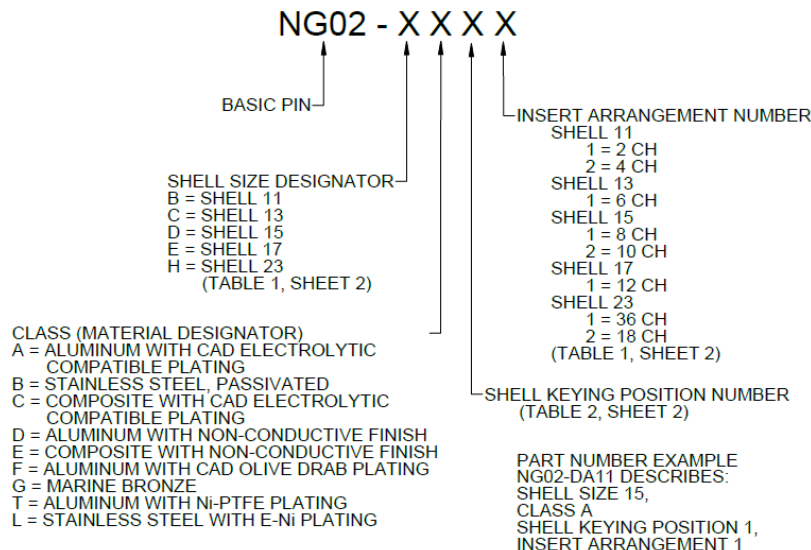 NG02 - X X X X
BASIC PIN
SHELL SIZE DESIGNATOR
B = SHELL 11
C = SHELL 13
D = SHELL 15
E = SHELL 17
H = SHELL 23
(TABLE 1, SHEET 2)
CLASS (MATERIAL DESIGNATOR)
A = ALUMINUM WITH CAD ELECTROLYTIC
COMPATIBLE PLATING
B = STAINLESS STEEL, PASSIVATED
C = COMPOSITE WITH CAD ELECTROLYTIC
COMPATIBLE PLATING
D = ALUMINUM WITH NON-CONDUCTIVE FINISH
E = COMPOSITE WITH NON-CONDUCTIVE FINISH
F = ALUMINUM WITH CAD OLIVE DRAB PLATING
G = MARINE BRONZE
T = ALUMINUM WITH Ni-PTFE PLATING
L = STAINLESS STEEL WITH E-Ni PLATING
INSERT ARRANGEMENT NUMBER
SHELL 11
1 = 2 CH
2 = 4 CH
SHELL 13
1 = 6 CH
SHELL 15
1 = 8 CH
2 = 10 CH
SHELL 17
1 = 12 CH
SHELL 23
1 = 36 CH
2 = 18 CH
(TABLE 1, SHEET 2)
SHELL KEYING POSITION NUMBER
(TABLE 2, SHEET 2)
PART NUMBER EXAMPLE
NG02-DA11 DESCRIBES:
SHELL SIZE 15,
CLASS A
SHELL KEYING POSITION 1,
INSERT ARRANGEMENT 1